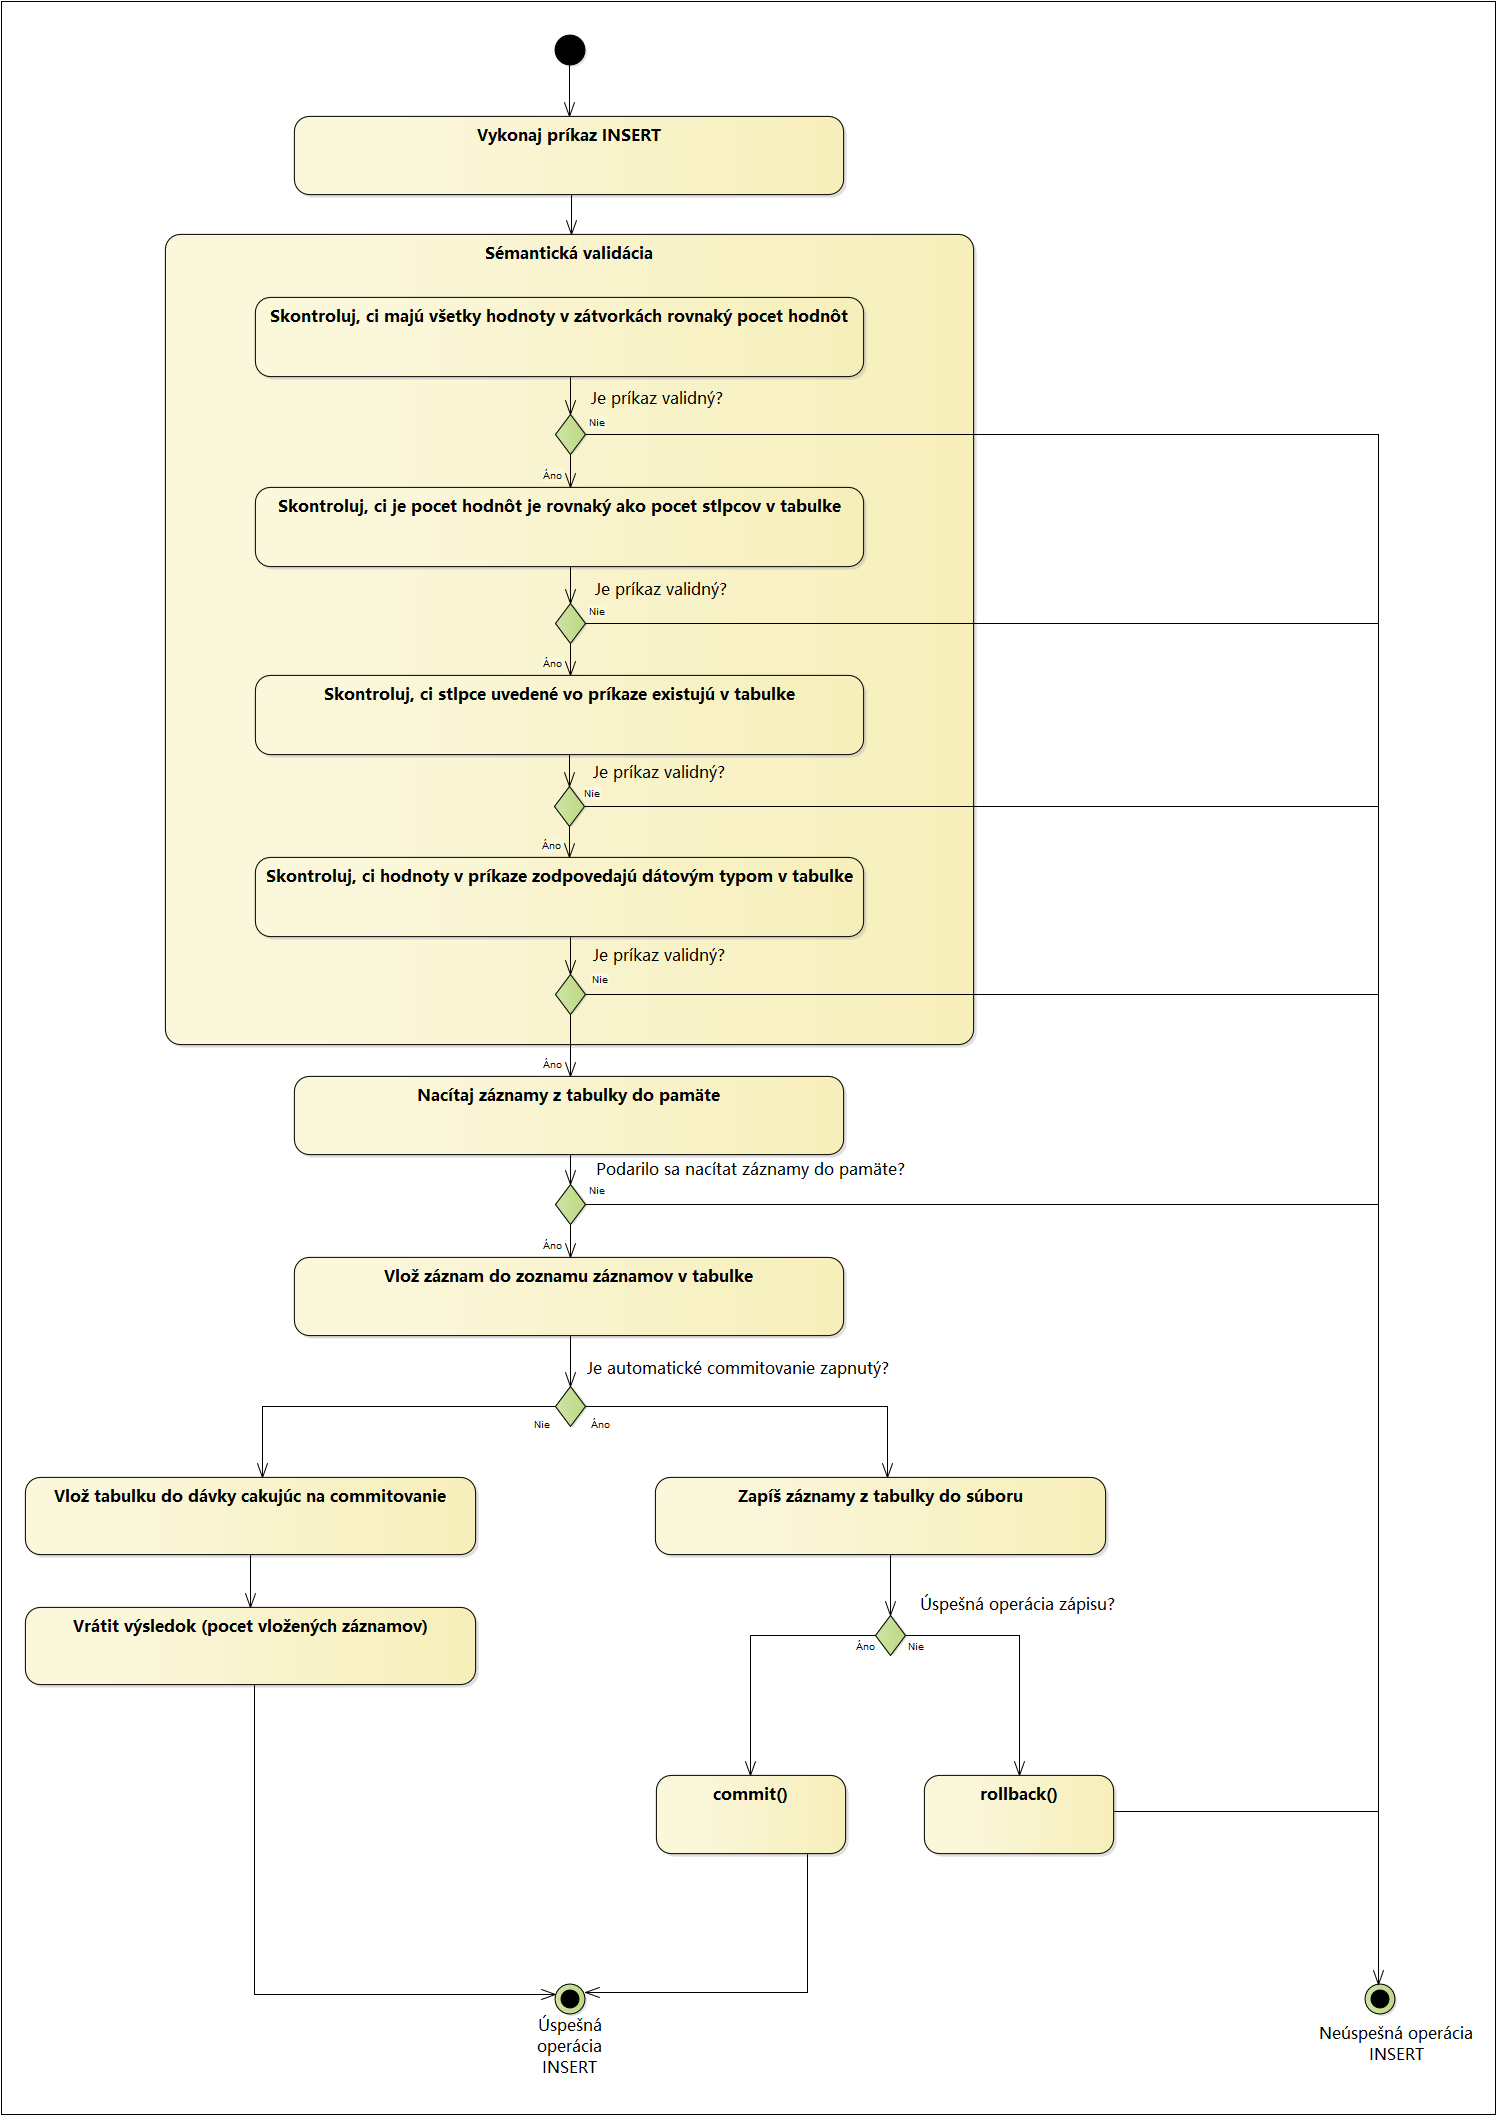 Vykonaj príkaz INSERT
Sémantická validácia
Skontroluj, ci majú všetky hodnoty v zátvorkách rovnaký pocet hodnôt
Je príkaz validný?
Nie
Áno
Skontroluj, ci je pocet hodnôt je rovnaký ako pocet stlpcov v tabulke
Je príkaz validný?
Nie
Áno
Skontroluj, ci stlpce uvedené vo príkaze existujú v tabulke
Je príkaz validný?
Nie
Áno
Skontroluj, ci hodnoty v príkaze zodpovedajú dátovým typom v tabulke
Je príkaz validný?
Nie
Áno
Nacítaj záznamy z tabulky do pamäte
Podarilo sa nacítat záznamy do pamäte?
Nie
Áno
Vlož záznam do zoznamu záznamov v tabulke
Je automatické commitovanie zapnutý?
Nie
Áno
Vlož tabulku do dávky cakujúc na commitovanie
Zapíš záznamy z tabulky do súboru
Vrátit výsledok (pocet vložených záznamov)
Úspešná operácia zápisu?
Áno
Nie
commit()
rollback()
Úspešná
operácia
INSERT
Neúspešná operácia
INSERT